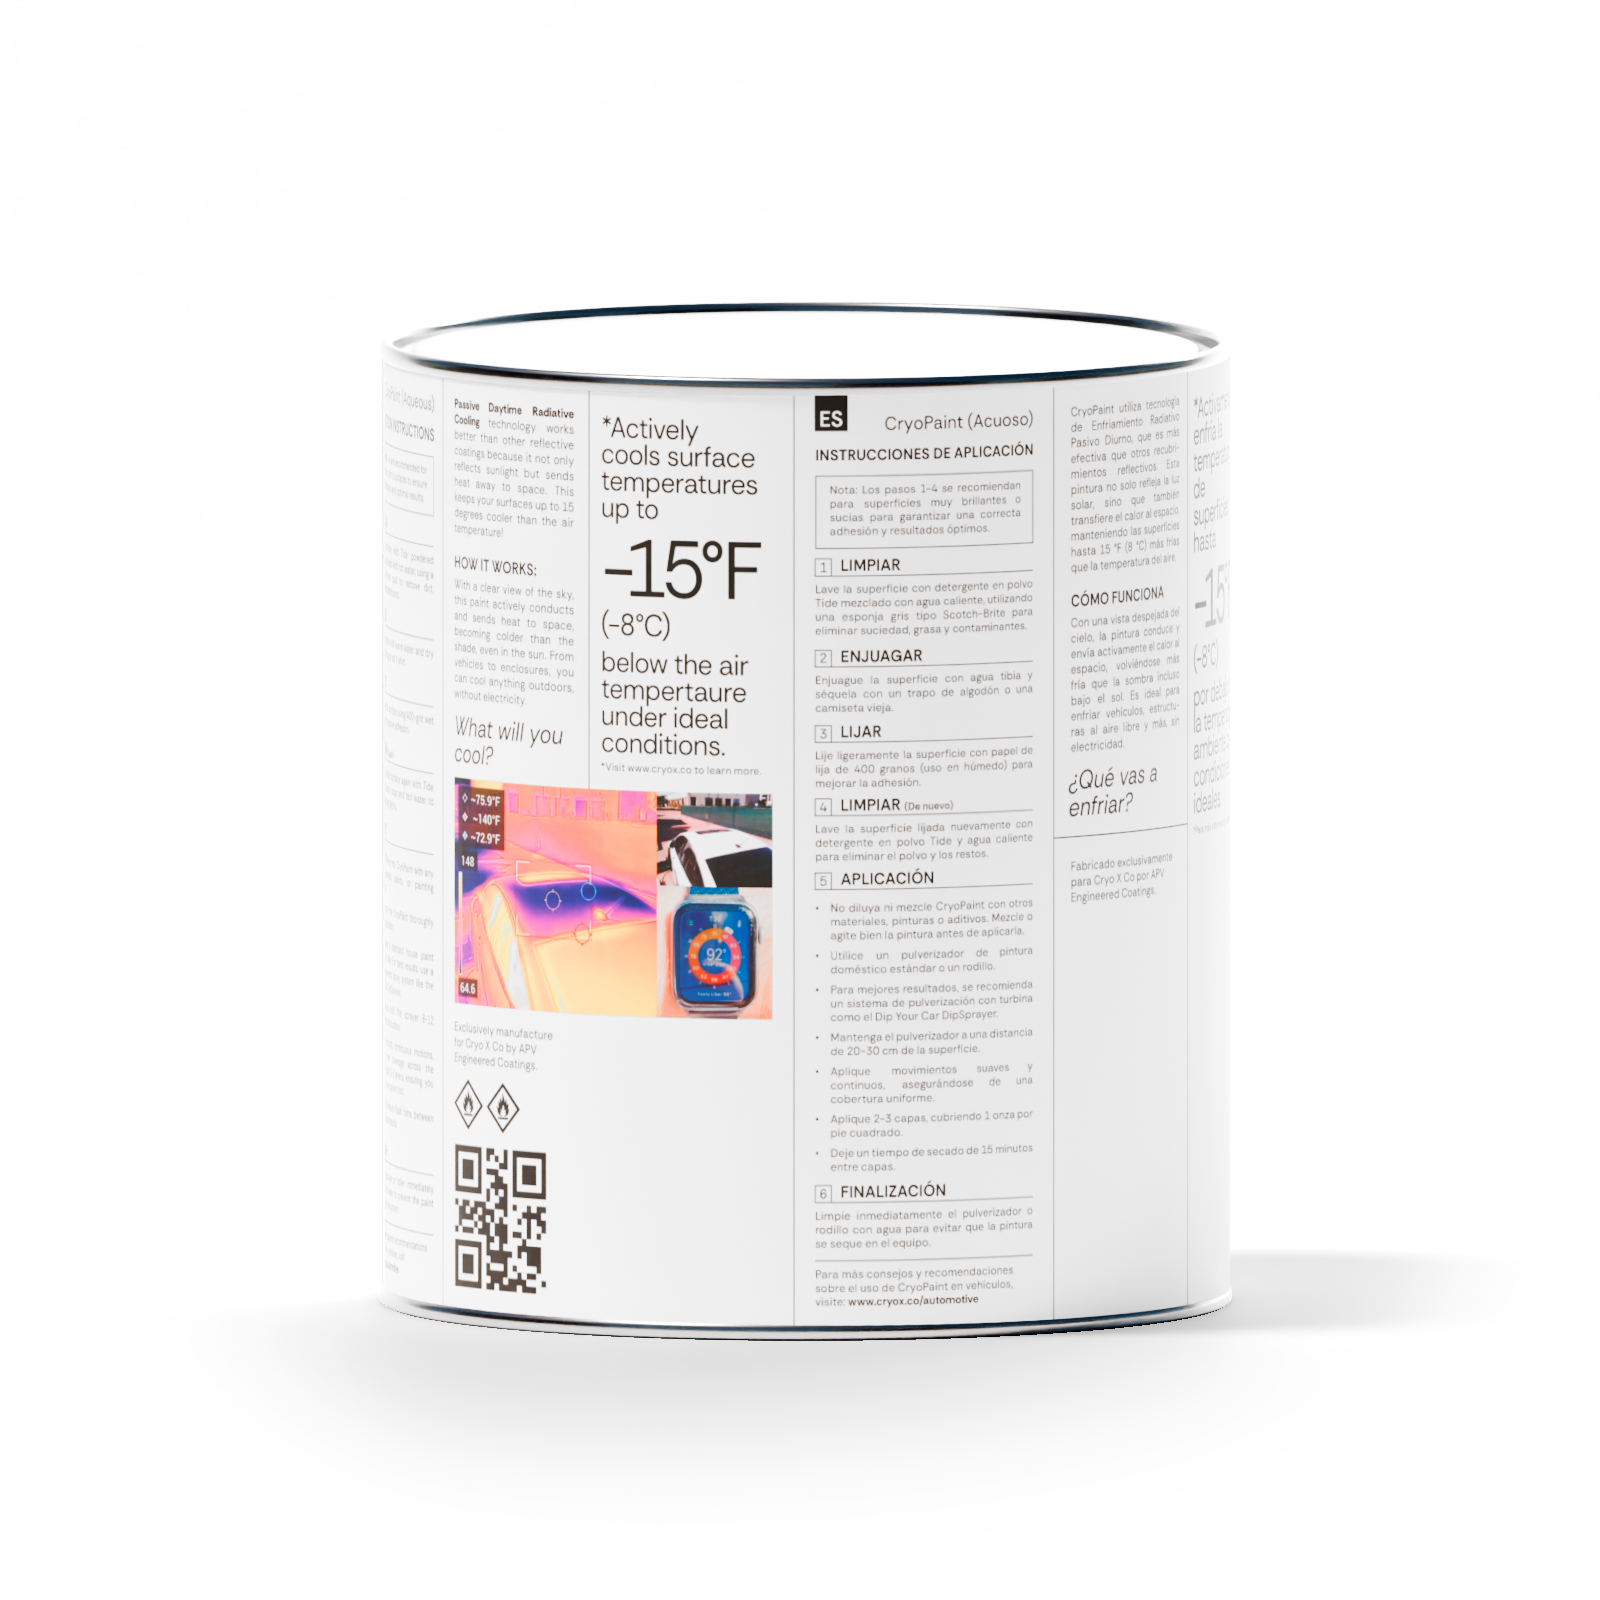 CryoPaint (Aqueous)
INSTRUCTIONS
Passive Daytime Radiative
Cooling technology works
better than other reflective
coatings because it not only
reflects sunlight but sends
heat away to space. This
keeps your surfaces up to 15
degrees cooler than the air
temperature!
HOW IT WORKS:
With a clear view of the sky,
this paint actively conducts
and sends heat to space,
becoming colder than the
shade, even in the sun. From
vehicles to enclosures, you
can cool anything outdoors,
without electricity.
What will you
cool?
*Actively
cools surface
temperatures
up to
-15°F
(-8°C)
below the air
tempertaure
under ideal
conditions.
*Visit www.cryox.co to learn more.
~75.9°F
~140°F
~72.9°F
148
64.6
92°
Exclusively manufacture
for Cryo X Co by APV
Engineered Coatings.
ES
CryoPaint (Acuoso)
INSTRUCCIONES DE APLICACIÓN
Nota: Los pasos 1-4 se recomiendan
para superficies muy brillantes o
sucias para garantizar una correcta
adhesión y resultados óptimos.
1 LIMPIAR
Lave la superficie con detergente en polvo
Tide mezclado con agua caliente, utilizando
una esponja gris tipo Scotch-Brite para
eliminar suciedad, grasa y contaminantes.
2 ENJUAGAR
Enjuague la superficie con agua tibia y
séquela con un trapo de algodón o una
camiseta vieja.
3 LIJAR
Lije ligeramente la superficie con papel de
lija de 400 granos (uso en húmedo) para
mejorar la adhesión.
4 LIMPIAR (De nuevo)
Lave la superficie lijada nuevamente con
detergente en polvo Tide y agua caliente
para eliminar el polvo y los restos.
5 APLICACIÓN
• No diluya ni mezcle CryoPaint con otros
materiales, pinturas o aditivos. Mezcle o
agite bien la pintura antes de aplicarla.
• Utilice un pulverizador de pintura
doméstico estándar o un rodillo.
• Para mejores resultados, se recomienda
un sistema de pulverización con turbina
como el Dip Your Car DipSprayer.
• Mantenga el pulverizador a una distancia
de 20-30 cm de la superficie.
• Aplique movimientos suaves y
continuos, asegurándose de una
cobertura uniforme.
• Aplique 2-3 capas, cubriendo 1 onza por
pie cuadrado.
• Deje un tiempo de secado de 15 minutos
entre capas.
6 FINALIZACIÓN
Limpie inmediatamente el pulverizador o
rodillo con agua para evitar que la pintura
se seque en el equipo.
Para más consejos y recomendaciones
sobre el uso de CryoPaint en vehículos,
visite: www.cryox.co/automotive
CryoPaint utiliza tecnología
de Enfriamiento Radiativo
Pasivo Diurno, que es más
efectiva que otros recubri-
mientos reflectivos. Esta
pintura no solo refleja la luz
solar, sino que también
transfiere el calor al espacio,
manteniendo las superficies
hasta 15 °F (8 °C) más frías
que la temperatura del aire.
CÓMO FUNCIONA
Con una vista despejada del
cielo, la pintura conduce y
envía activamente el calor al
espacio, volviéndose más
fría que la sombra incluso
bajo el sol. Es ideal para
enfriar vehículos, estructu-
ras al aire libre y más, sin
electricidad.
¿Qué vas a
enfriar?
Fabricado exclusivamente
para Cryo X Co por APV
Engineered Coatings.
enfría la
de
hasta
-15°
(-8°C)
ideales.